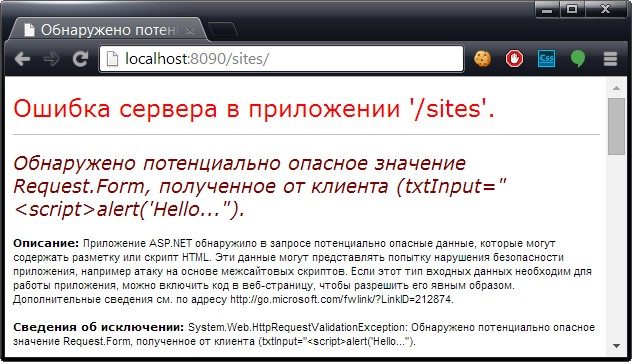 Обнаружено потен
localhost:8090/sites/
Css
Ошибка сервера в приложении '/sites'.
Обнаружено потенциально опасное значение
Request.Form, полученное от клиента (txtInput="
<script>alert('Hello...").
Описание: Приложение ASP.NET обнаружило в запросе потенциально опасные данные, которые могут
содержать разметку или скрипт HTML. Эти данные могут представлять попытку нарушения безопасности
приложения, например атаку на основе межсайтовых скриптов. Если этот тип входных данных необходим для
работы приложения, можно включить код в веб-страницу, чтобы разрешить его явным образом.
Дополнительные сведения см. по адресу http://go.microsoft.com/fwlink/?LinkID=212874.
Сведения об исключении: System.Web.HttpRequestValidationException: Обнаружено потенциально опасное
значение Request.Form, полученное от клиента (txtInput="<script>alert('Hello...").